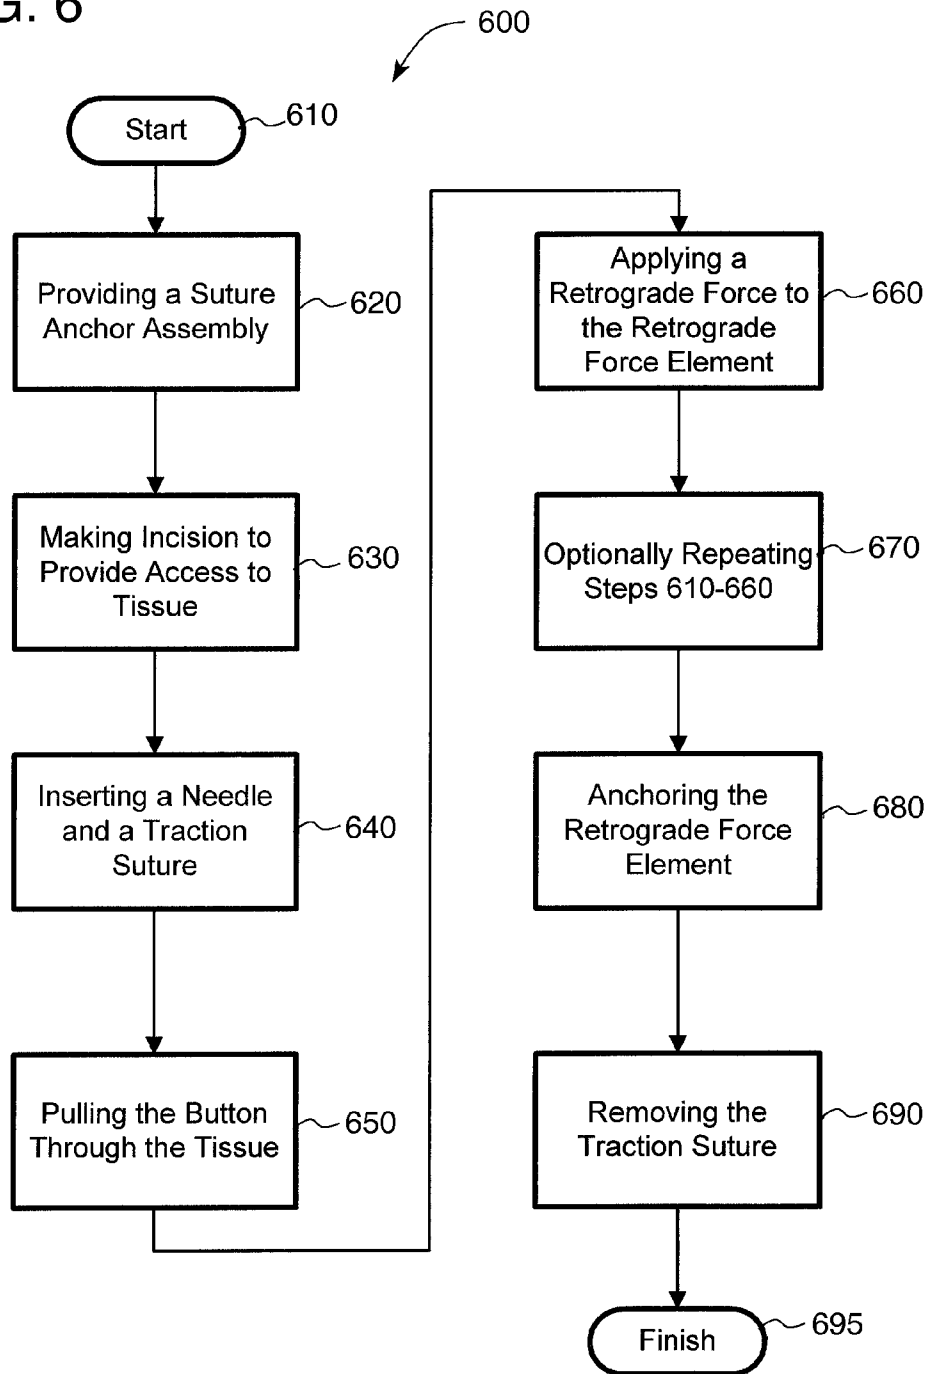 G. 6
600
Start
610
Providing a Suture
Anchor Assembly
620
Making Incision to
Provide Access to
Tissue
630
Inserting a Needle
and a Traction
Suture
640
Pulling the Button
Through the Tissue
650
Applying a
Retrograde Force to
the Retrograde
Force Element
660
Optionally Repeating
Steps 610-660
670
Anchoring the
Retrograde Force
Element
680
Removing the
Traction Suture
690
Finish
695